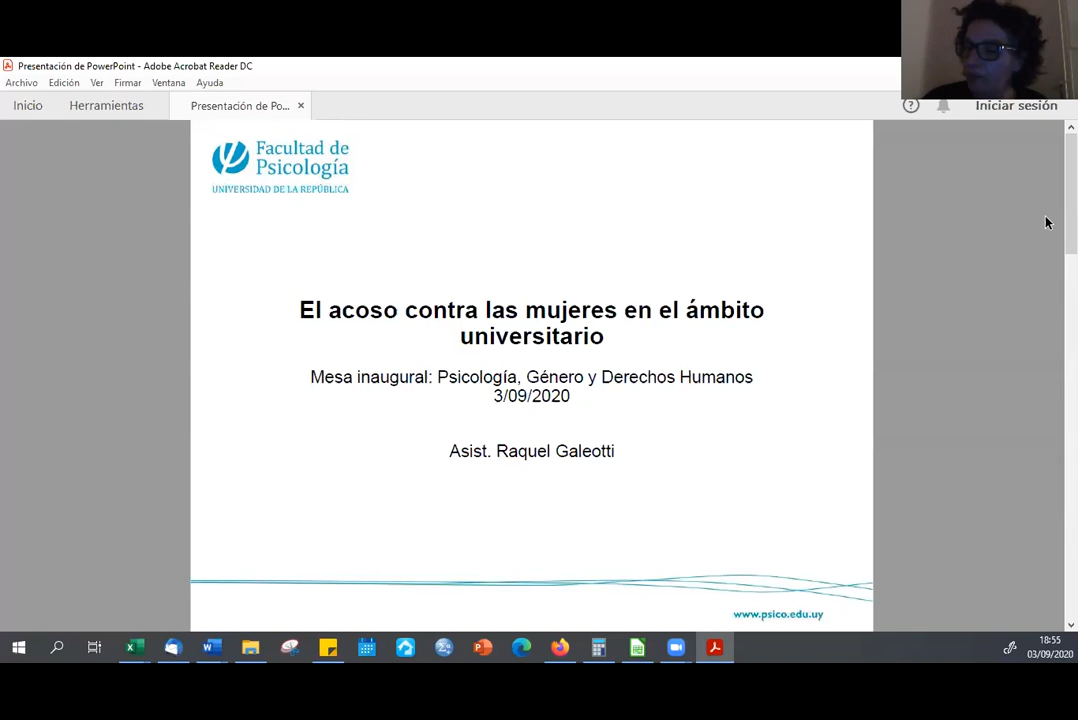 Presentación de PowerPoint - Adobe Acrobat Reader DC
Archivo Edición Ver Firmar Ventana Ayuda
Inicio Herramientas Presentación de Po... × ? Iniciar sesión
Facultad de
Psicología
UNIVERSIDAD DE LA REPÚBLICA
El acoso contra las mujeres en el ámbito
universitario
Mesa inaugural: Psicología, Género y Derechos Humanos
3/09/2020
Asist. Raquel Galeotti
www.psico.edu.uy
18:55
03/09/2020